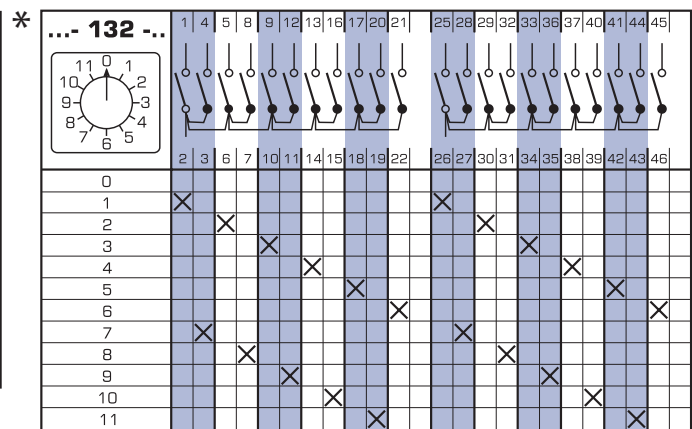 *
...- 132 -..
1 4 5 8 9 12 13 16 17 20 21 25 28 29 32 33 36 37 40 41 44 45
0
11 1
10 2
9 3
8 4
7 5
6
2 3 6 7 10 11 14 15 18 19 22 26 27 30 31 34 35 38 39 42 43 46
0
1 X X
2 X X
3 X X
4 X X
5 X X
6 X X
7 X X
8 X X
9 X X
10 X X
11 X X